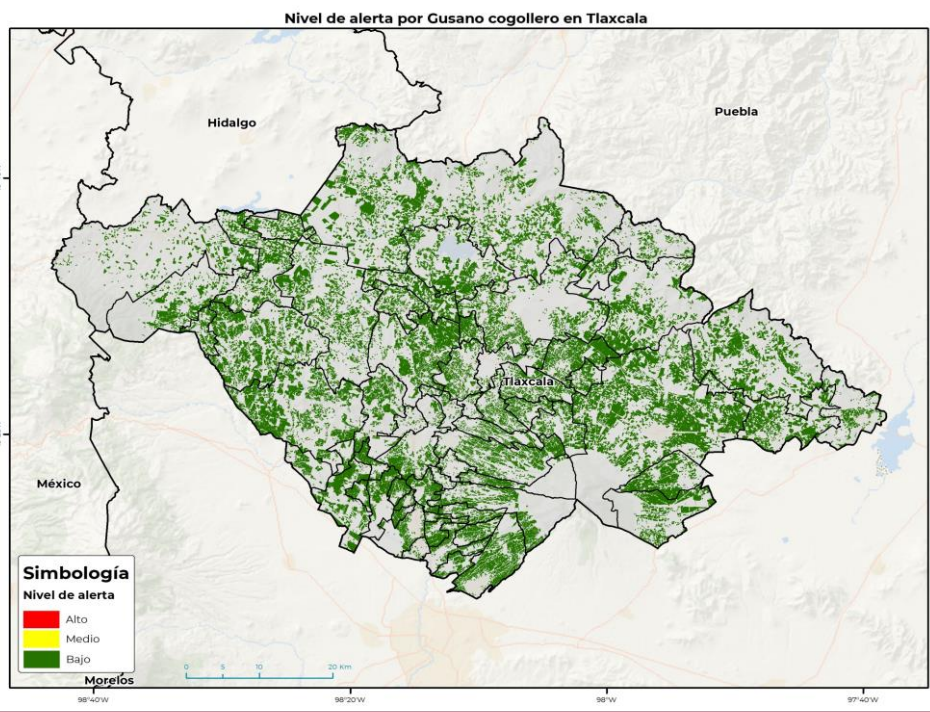 Nivel de alerta por Gusano cogollero en Tlaxcala
Puebla
Hidalgo
Tlaxcala
México
Simbología
Nivel de alerta
Alto
Medio
Bajo
0 5 10 20 Km
Morelos
98°40'W 98°20'W 98°W 97°40'W